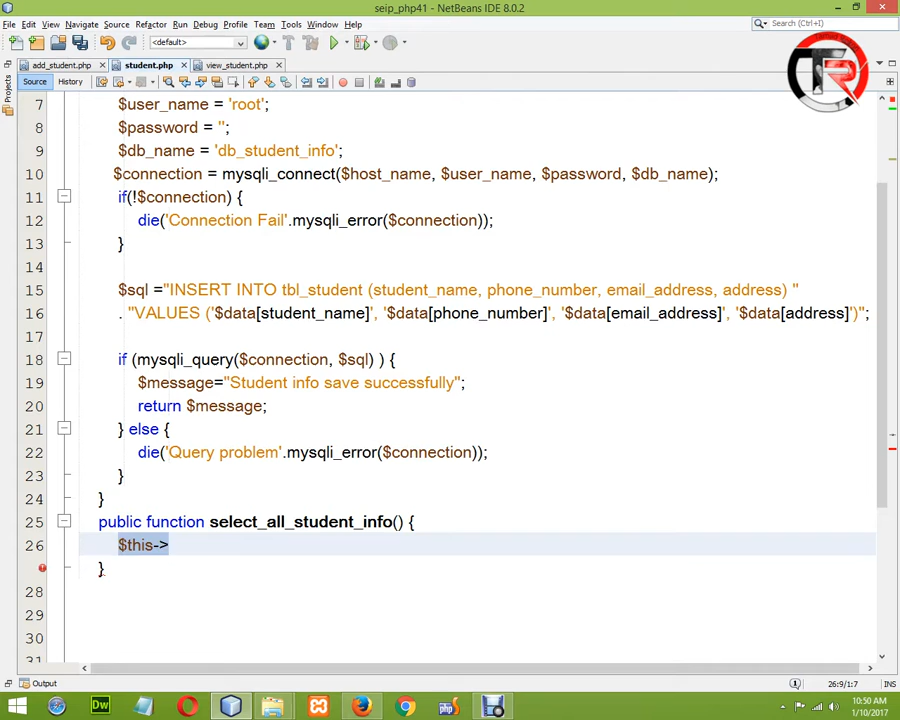 seip_php41 - NetBeans IDE 8.0.2
File Edit View Navigate Source Refactor Run Debug Profile Team Tools Window Help
Search (Ctrl+I)
<default>
add_student.php student.php view_student.php
Source History
Projects
7 $user_name = 'root';
8 $password = '';
9 $db_name = 'db_student_info';
10 $connection = mysqli_connect($host_name, $user_name, $password, $db_name);
11 if(!$connection) {
12 die('Connection Fail'.mysqli_error($connection));
13 }
14
15 $sql ="INSERT INTO tbl_student (student_name, phone_number, email_address, address) "
16 . "VALUES ('$data[student_name]', '$data[phone_number]', '$data[email_address]', '$data[address]')";
17
18 if (mysqli_query($connection, $sql) ) {
19 $message="Student info save successfully";
20 return $message;
21 } else {
22 die('Query problem'.mysqli_error($connection));
23 }
24 }
25 public function select_all_student_info() {
26 $this->
}
28
29
30
31
Output
26:9/1:7 INS
10:50 AM
1/10/2017